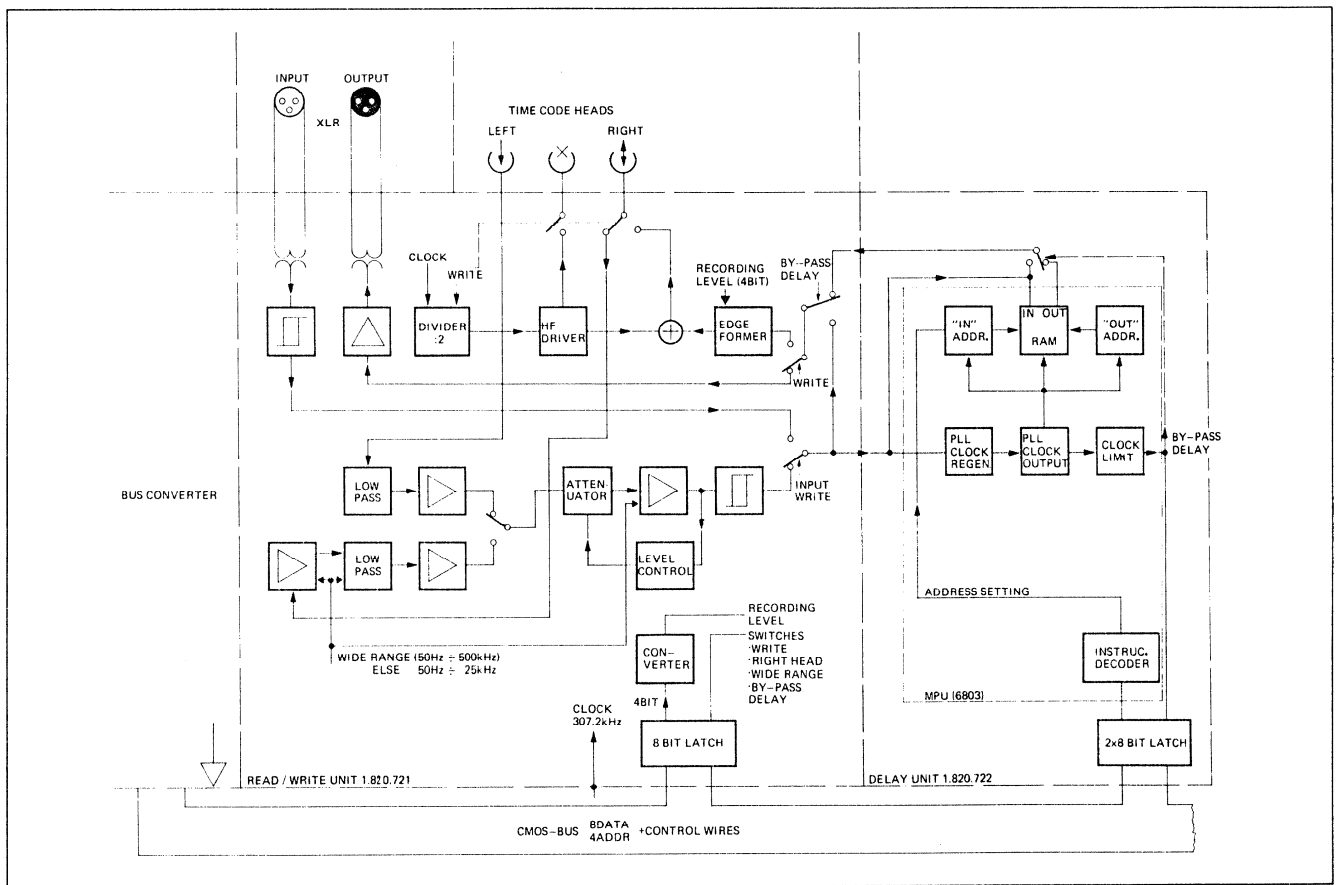 INPUT
OUTPUT
XLR
TIME CODE HEADS
LEFT
RIGHT
CLOCK
WRITE
RECORDING
LEVEL (4BIT)
BY--PASS
DELAY
DIVIDER
:2
HF
DRIVER
EDGE
FORMER
WRITE
"IN"
ADDR.
IN OUT
RAM
"OUT"
ADDR.
PLL
CLOCK
REGEN
PLL
CLOCK
OUTPUT
CLOCK
LIMIT
BY-PASS
DELAY
BUS CONVERTER
LOW
PASS
ATTEN-
UATOR
INPUT
WRITE
LOW
PASS
LEVEL
CONTROL
ADDRESS SETTING
WIDE RANGE (50Hz ÷ 500kHz)
ELSE 50Hz ÷ 25kHz
CON-
VERTER
RECORDING
LEVEL
SWITCHES
·WRITE
·RIGHT HEAD
·WIDE RANGE
·BY–PASS
DELAY
INSTRUC.
DECODER
MPU (6803)
CLOCK
307.2kHz
4BIT
8 BIT LATCH
2x8 BIT LATCH
READ / WRITE UNIT 1.820.721
DELAY UNIT 1.820.722
CMOS–BUS 8DATA +CONTROL WIRES
4ADDR